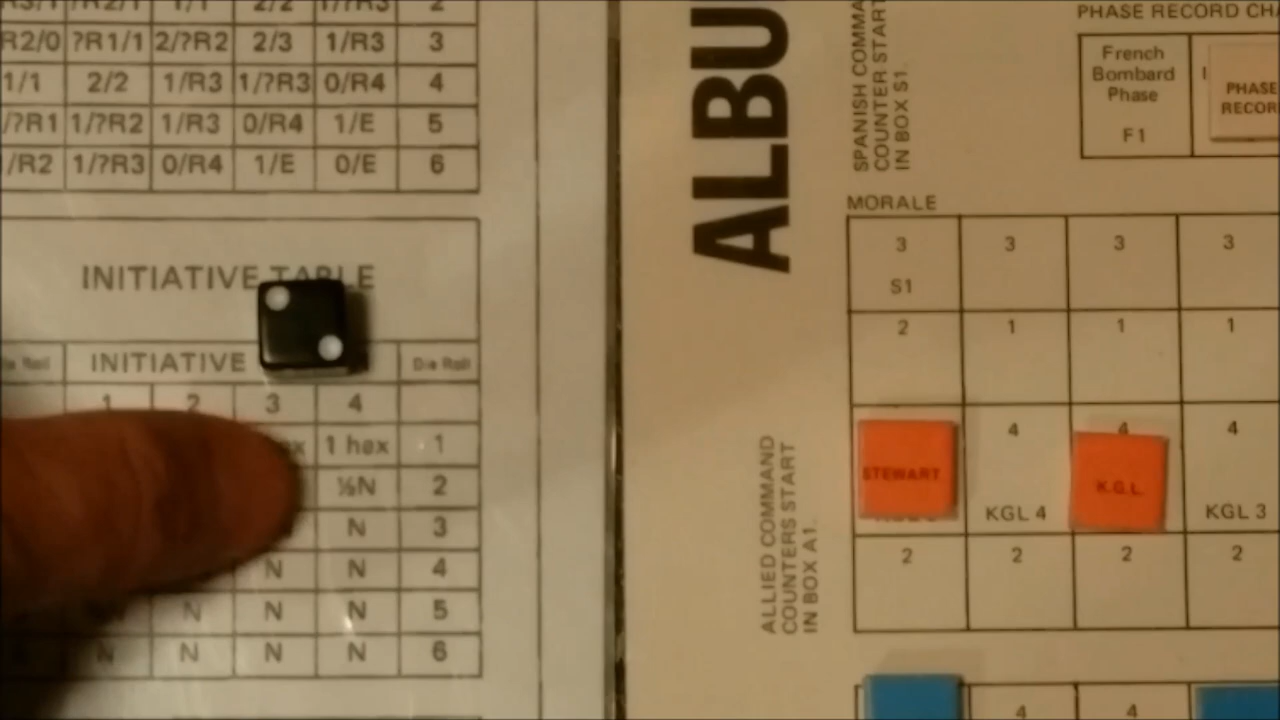 2
R2/0 ?R1/1 2/?R2 2/3 1/R3 3
1/1 2/2 1/R3 1/?R3 0/R4 4
/?R1 1/?R2 1/R3 0/R4 1/E 5
/R2 1/?R3 0/R4 1/E 0/E 6
INITIATIVE TABLE
INITIATIVE Die Roll
1 2 3 4
1 hex 1
½N 2
N 3
N N 4
N N N 5
N N N N 6
ALBU
SPANISH COMMA
COUNTER START
IN BOX S1.
PHASE RECORD CHA
French
Bombard
Phase
F1
PHASE
RECOR
MORALE
3 3 3 3
S1
2 1 1 1
ALLIED COMMAND
COUNTERS START
IN BOX A1.
4 4 4
STEWART
K.G.L.
KGL 4 KGL 3
2 2 2 2
4 4